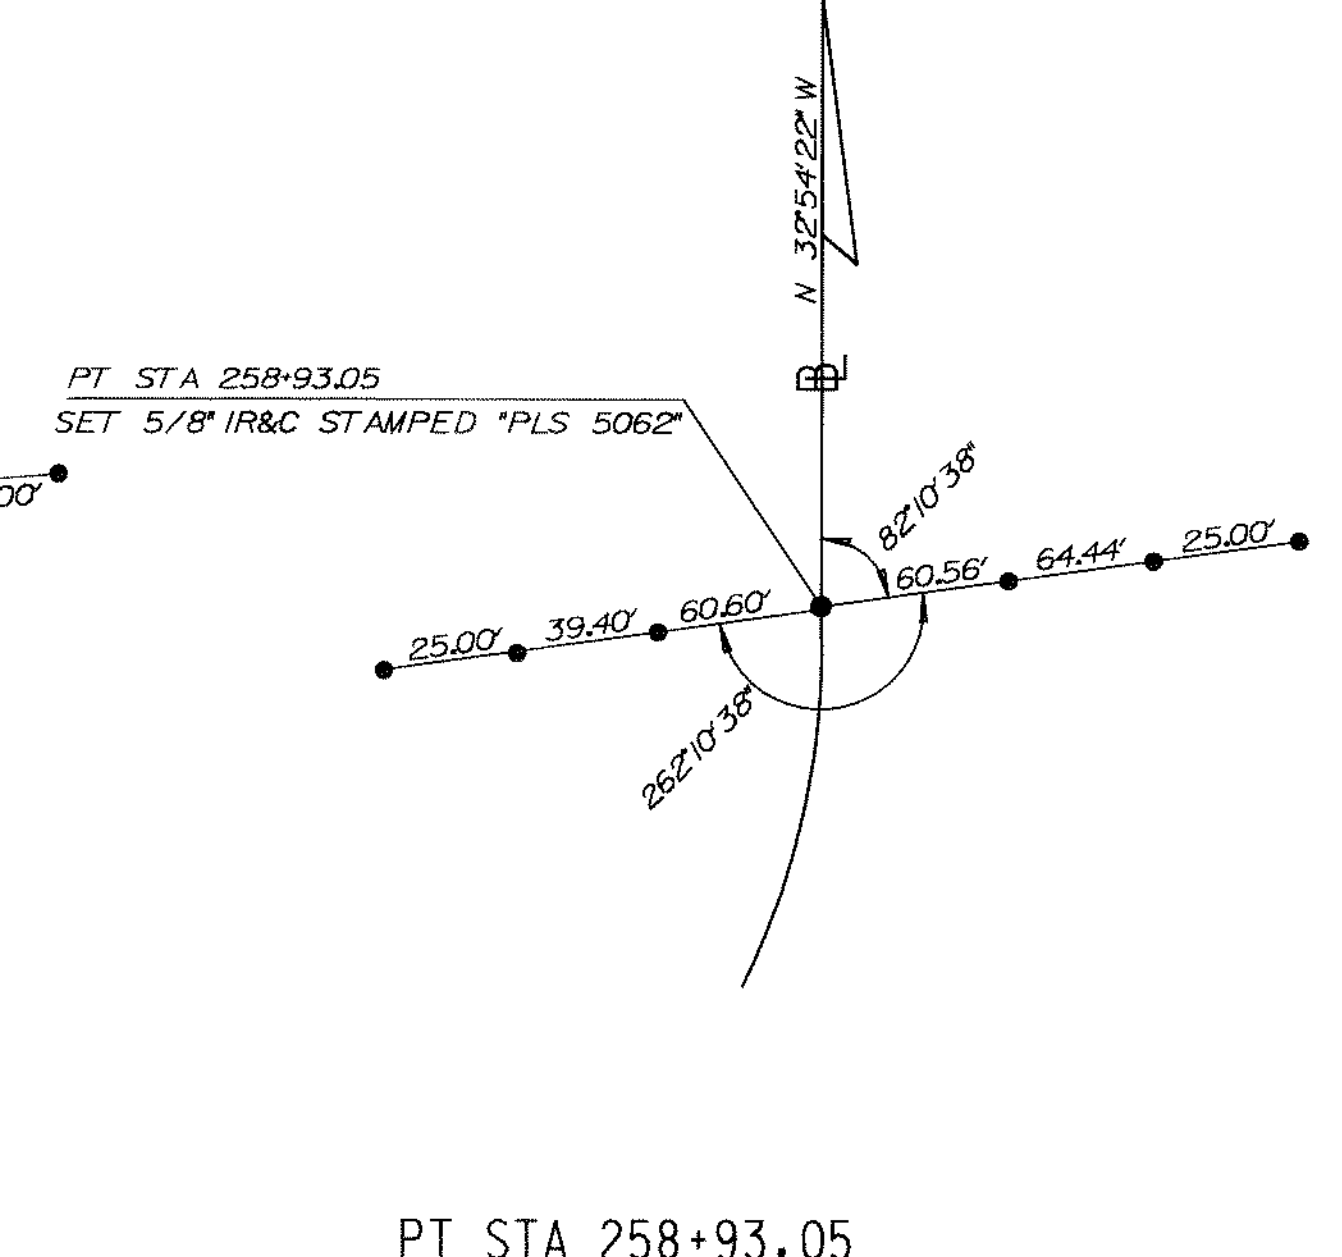 N 32°54'22" W
PT STA 258+93.05
SET 5/8" IR&C STAMPED "PLS 5062"
00'
82°10'38"
25.00'
39.40'
60.60'
60.56'
64.44'
25.00'
262°10'38"
PT STA 258+93.05